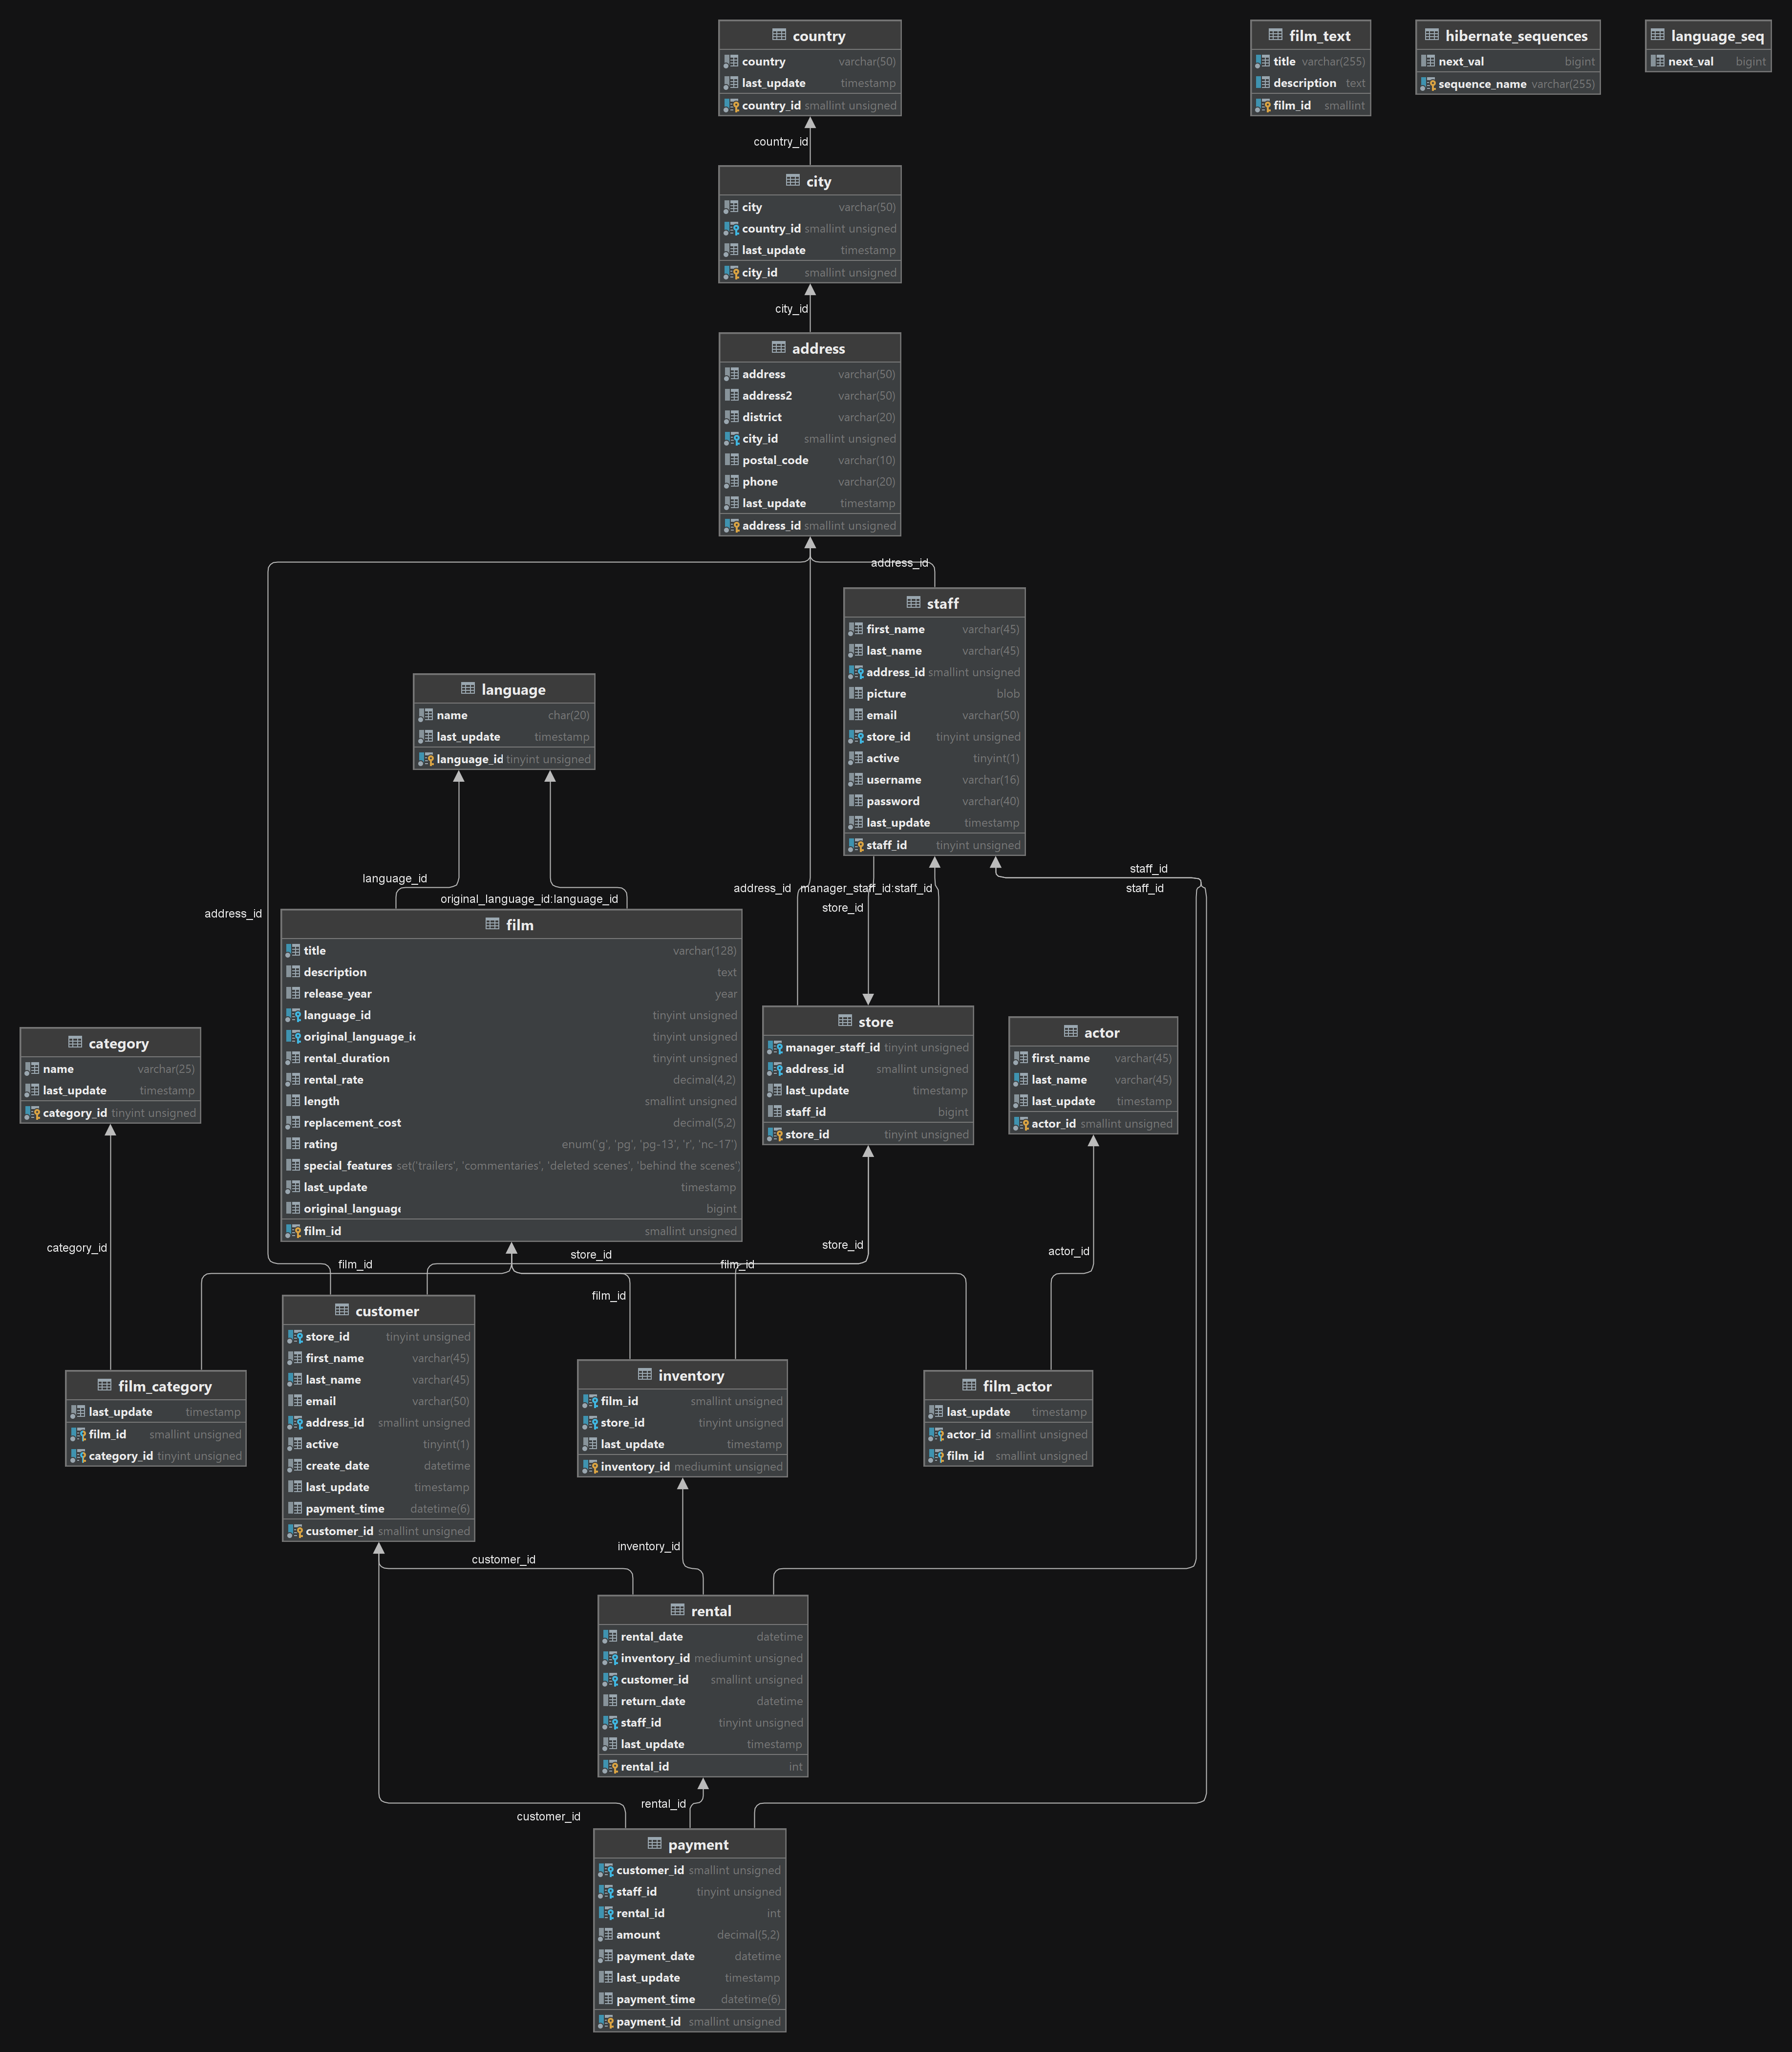 country
country varchar(50)
last_update timestamp
country_id smallint unsigned
film_text
title varchar(255)
description text
film_id smallint
hibernate_sequences
next_val bigint
sequence_name varchar(255)
language_seq
next_val bigint
country_id
city
city varchar(50)
country_id smallint unsigned
last_update timestamp
city_id smallint unsigned
city_id
address
address varchar(50)
address2 varchar(50)
district varchar(20)
city_id smallint unsigned
postal_code varchar(10)
phone varchar(20)
last_update timestamp
address_id smallint unsigned
address_id
staff
first_name varchar(45)
last_name varchar(45)
address_id smallint unsigned
picture blob
email varchar(50)
store_id tinyint unsigned
active tinyint(1)
username varchar(16)
password varchar(40)
last_update timestamp
staff_id tinyint unsigned
language
name char(20)
last_update timestamp
language_id tinyint unsigned
staff_id
language_id
address_id
manager_staff_id:staff_id
staff_id
original_language_id:language_id
store_id
address_id
film
title varchar(128)
description text
release_year year
language_id tinyint unsigned
original_language_id tinyint unsigned
rental_duration tinyint unsigned
rental_rate decimal(4,2)
length smallint unsigned
replacement_cost decimal(5,2)
rating enum('g', 'pg', 'pg-13', 'r', 'nc-17')
special_features set('trailers', 'commentaries', 'deleted scenes', 'behind the scenes')
last_update timestamp
original_language bigint
film_id smallint unsigned
store
manager_staff_id tinyint unsigned
address_id smallint unsigned
last_update timestamp
staff_id bigint
store_id tinyint unsigned
actor
first_name varchar(45)
last_name varchar(45)
last_update timestamp
actor_id smallint unsigned
category
name varchar(25)
last_update timestamp
category_id tinyint unsigned
category_id
store_id
store_id
actor_id
film_id
film_id
film_id
customer
store_id tinyint unsigned
first_name varchar(45)
last_name varchar(45)
email varchar(50)
address_id smallint unsigned
active tinyint(1)
create_date datetime
last_update timestamp
payment_time datetime(6)
customer_id smallint unsigned
film_category
last_update timestamp
film_id smallint unsigned
category_id tinyint unsigned
inventory
film_id smallint unsigned
store_id tinyint unsigned
last_update timestamp
inventory_id mediumint unsigned
film_actor
last_update timestamp
actor_id smallint unsigned
film_id smallint unsigned
inventory_id
customer_id
rental
rental_date datetime
inventory_id mediumint unsigned
customer_id smallint unsigned
return_date datetime
staff_id tinyint unsigned
last_update timestamp
rental_id int
rental_id
customer_id
payment
customer_id smallint unsigned
staff_id tinyint unsigned
rental_id int
amount decimal(5,2)
payment_date datetime
last_update timestamp
payment_time datetime(6)
payment_id smallint unsigned